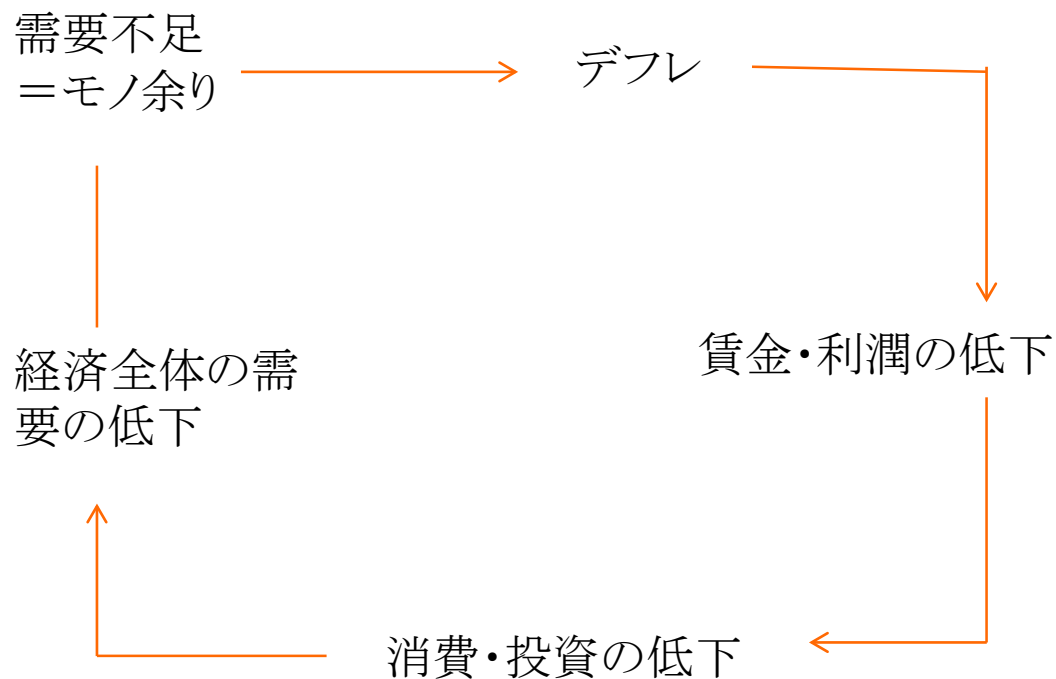 需要不足
＝モノ余り
デフレ
賃金・利潤の低下
経済全体の需
要の低下
消費・投資の低下